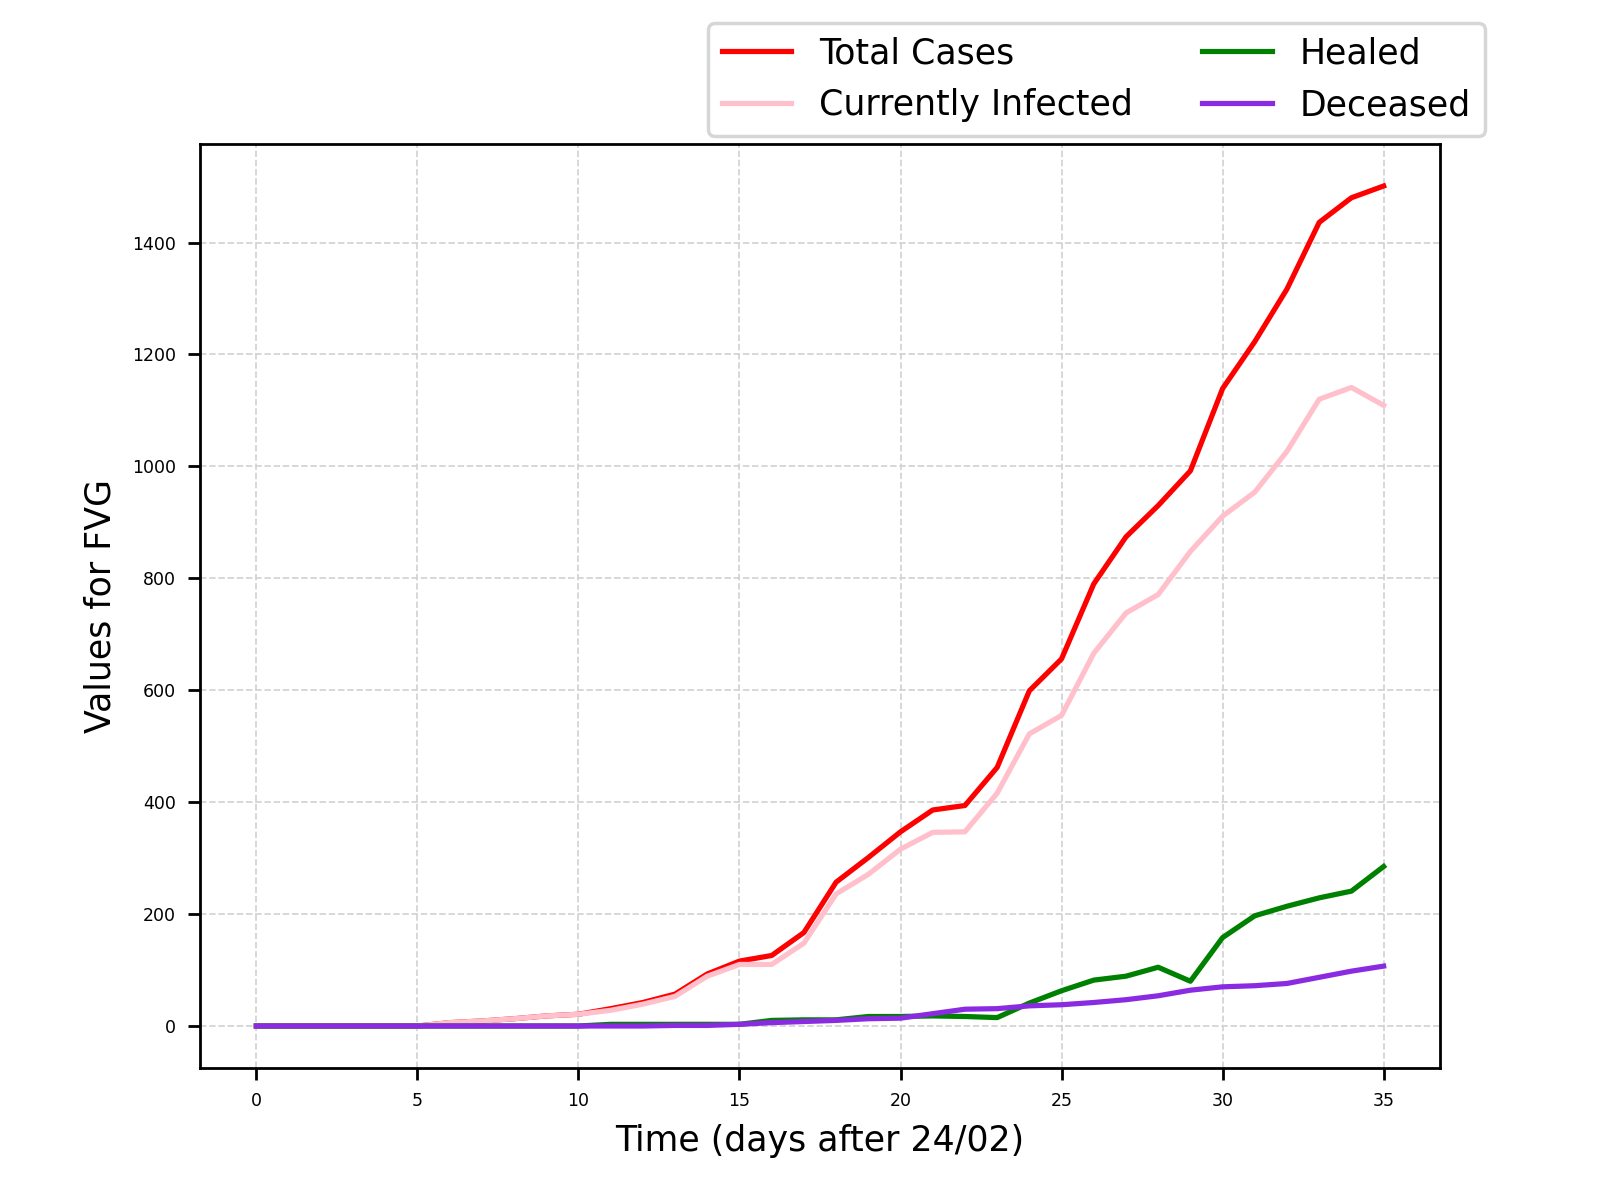 Total Cases
Currently Infected
Healed
Deceased
Values for FVG
1400
1200
1000
800
600
400
200
0
0 5 10 15 20 25 30 35
Time (days after 24/02)